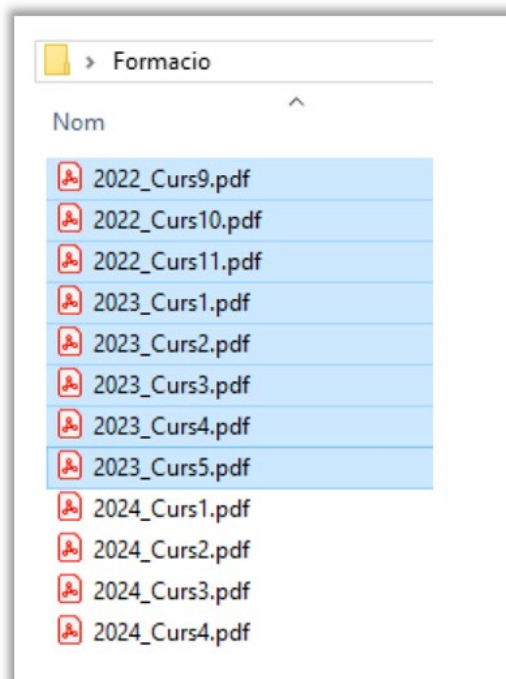 Formacio
Nom
2022_Curs9.pdf
2022_Curs10.pdf
2022_Curs11.pdf
2023_Curs1.pdf
2023_Curs2.pdf
2023_Curs3.pdf
2023_Curs4.pdf
2023_Curs5.pdf
2024_Curs1.pdf
2024_Curs2.pdf
2024_Curs3.pdf
2024_Curs4.pdf